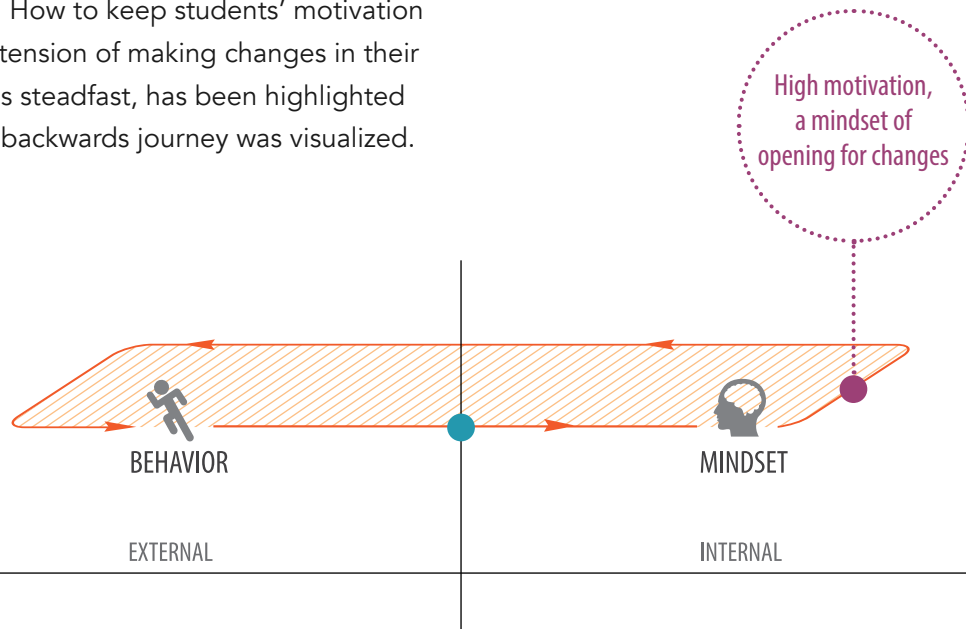 How to keep students’ motivation
tension of making changes in their
s steadfast, has been highlighted
backwards journey was visualized.
High motivation,
a mindset of
opening for changes
BEHAVIOR
MINDSET
EXTERNAL
INTERNAL